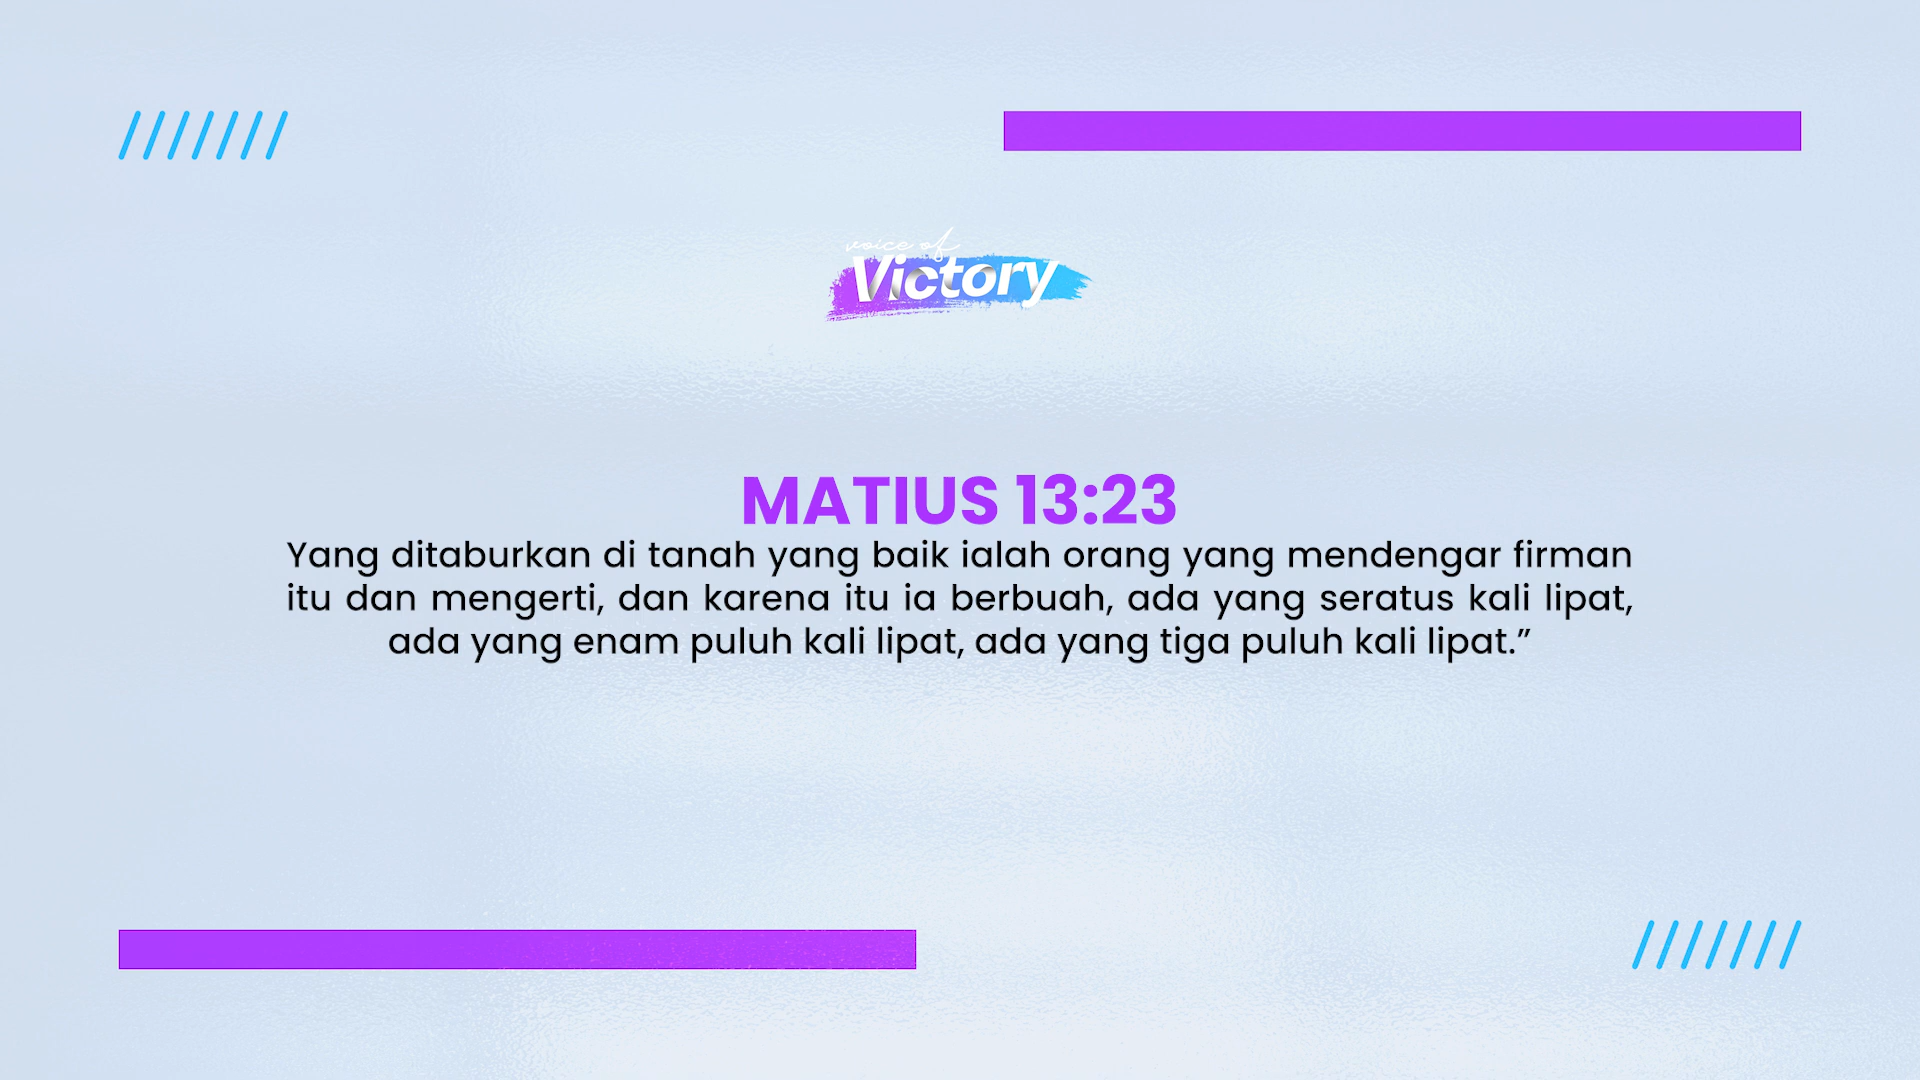 voice of
Victory
MATIUS 13:23
Yang ditaburkan di tanah yang baik ialah orang yang mendengar firman
itu dan mengerti, dan karena itu ia berbuah, ada yang seratus kali lipat,
ada yang enam puluh kali lipat, ada yang tiga puluh kali lipat.”